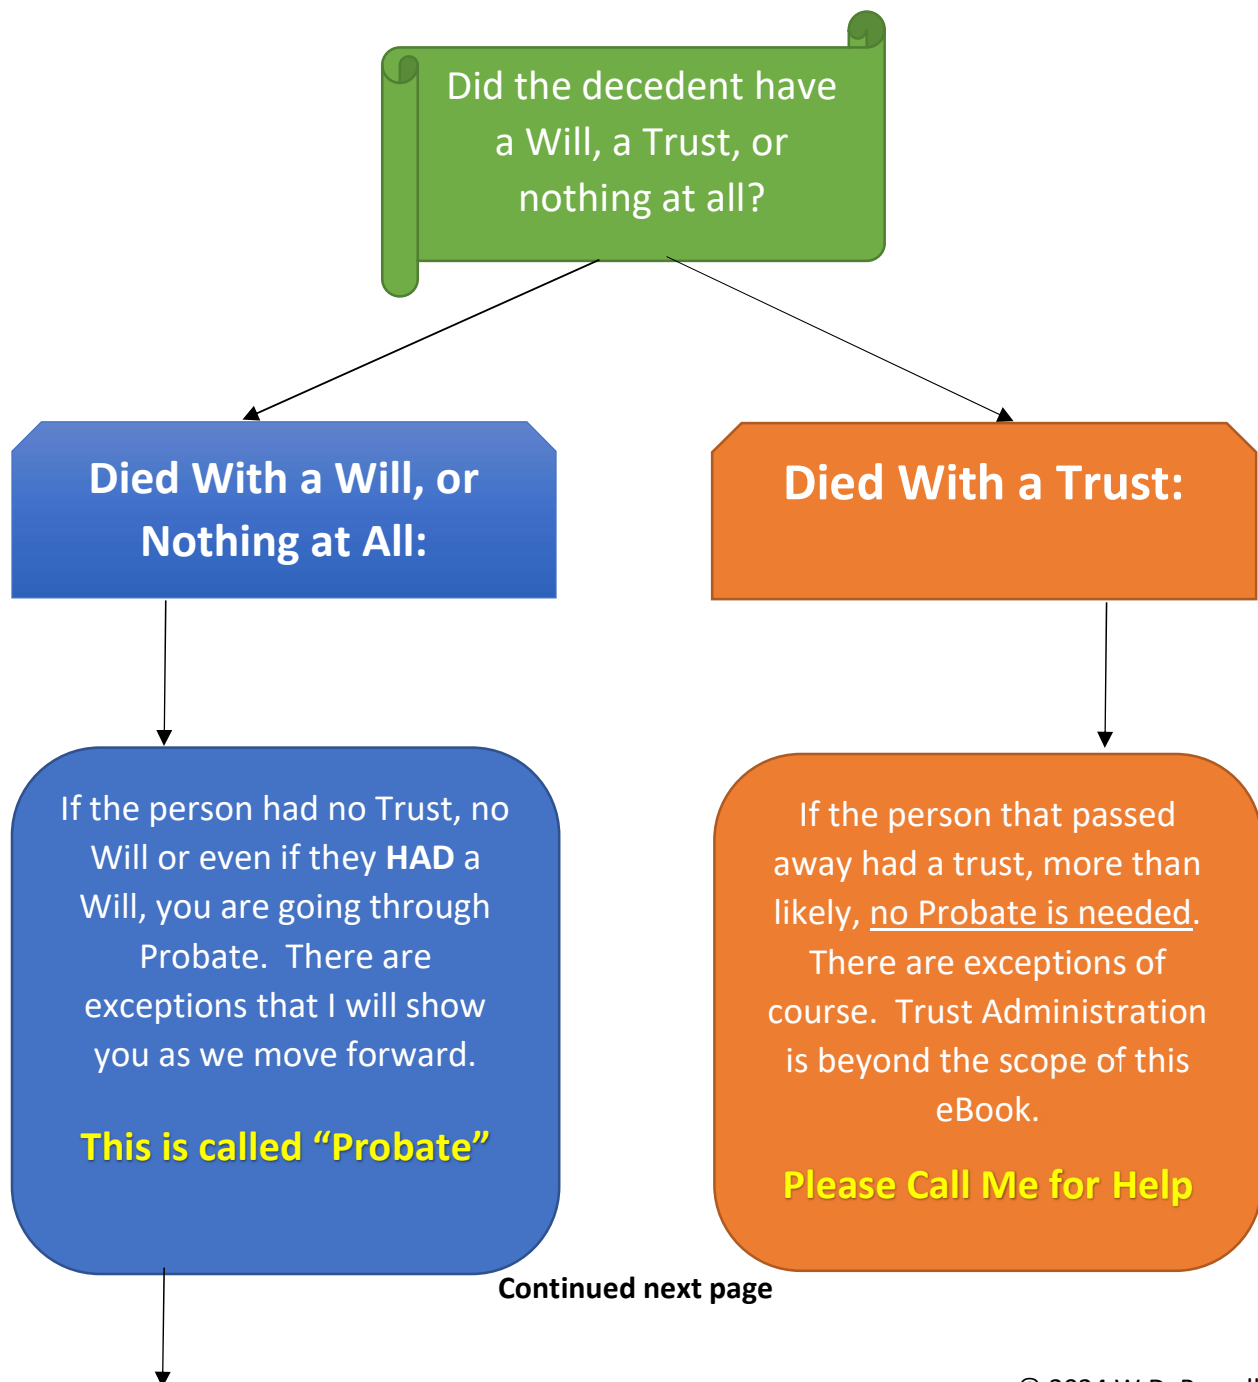 Did the decedent have
a Will, a Trust, or
nothing at all?
Died With a Will, or
Nothing at All:
Died With a Trust:
If the person had no Trust, no
Will or even if they HAD a
Will, you are going through
Probate.  There are
exceptions that I will show
you as we move forward.
This is called “Probate”
If the person that passed
away had a trust, more than
likely, no Probate is needed.
There are exceptions of
course.  Trust Administration
is beyond the scope of this
eBook.
Please Call Me for Help
Continued next page